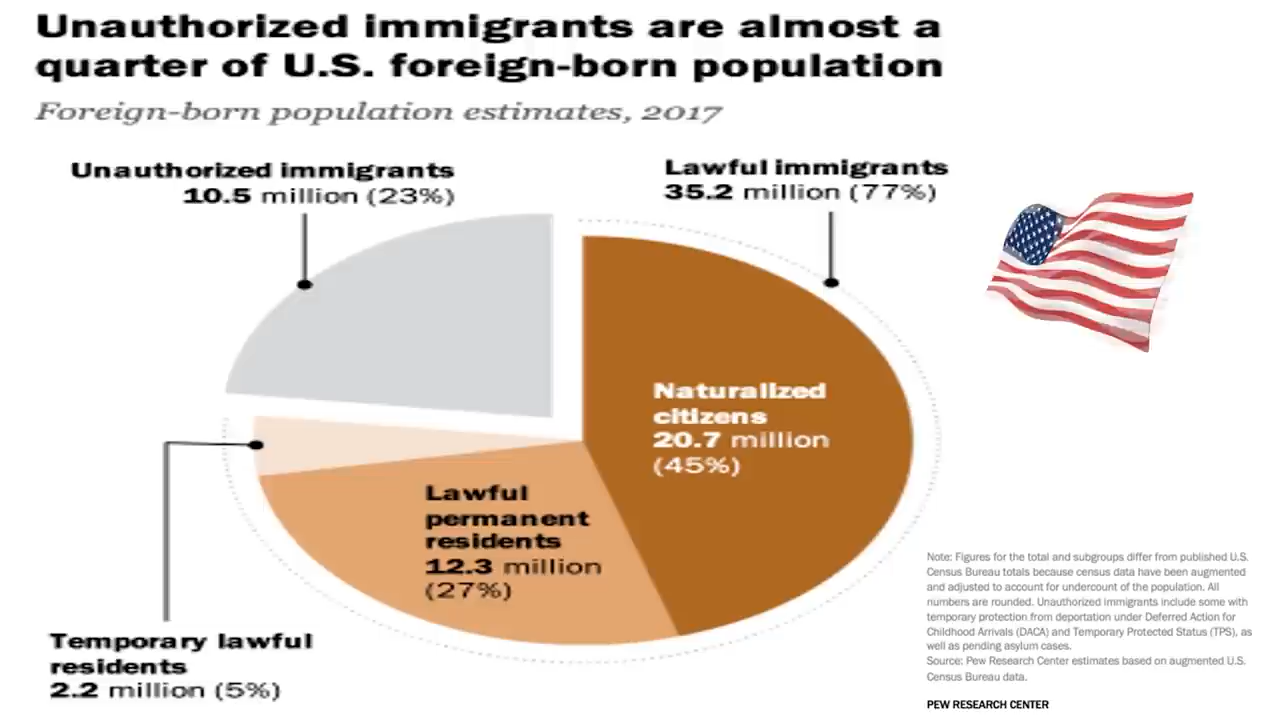 Unauthorized immigrants are almost a
quarter of U.S. foreign-born population
Foreign-born population estimates, 2017
Unauthorized immigrants
10.5 million (23%)
Lawful immigrants
35.2 million (77%)
Naturalized
citizens
20.7 million
(45%)
Lawful
permanent
residents
12.3 million
(27%)
Temporary lawful
residents
2.2 million (5%)
Note: Figures for the total and subgroups differ from published U.S.
Census Bureau totals because census data have been augmented
and adjusted to account for undercount of the population. All
numbers are rounded. Unauthorized immigrants include some with
temporary protection from deportation under Deferred Action for
Childhood Arrivals (DACA) and Temporary Protected Status (TPS), as
well as pending asylum cases.
Source: Pew Research Center estimates based on augmented U.S.
Census Bureau data.
PEW RESEARCH CENTER